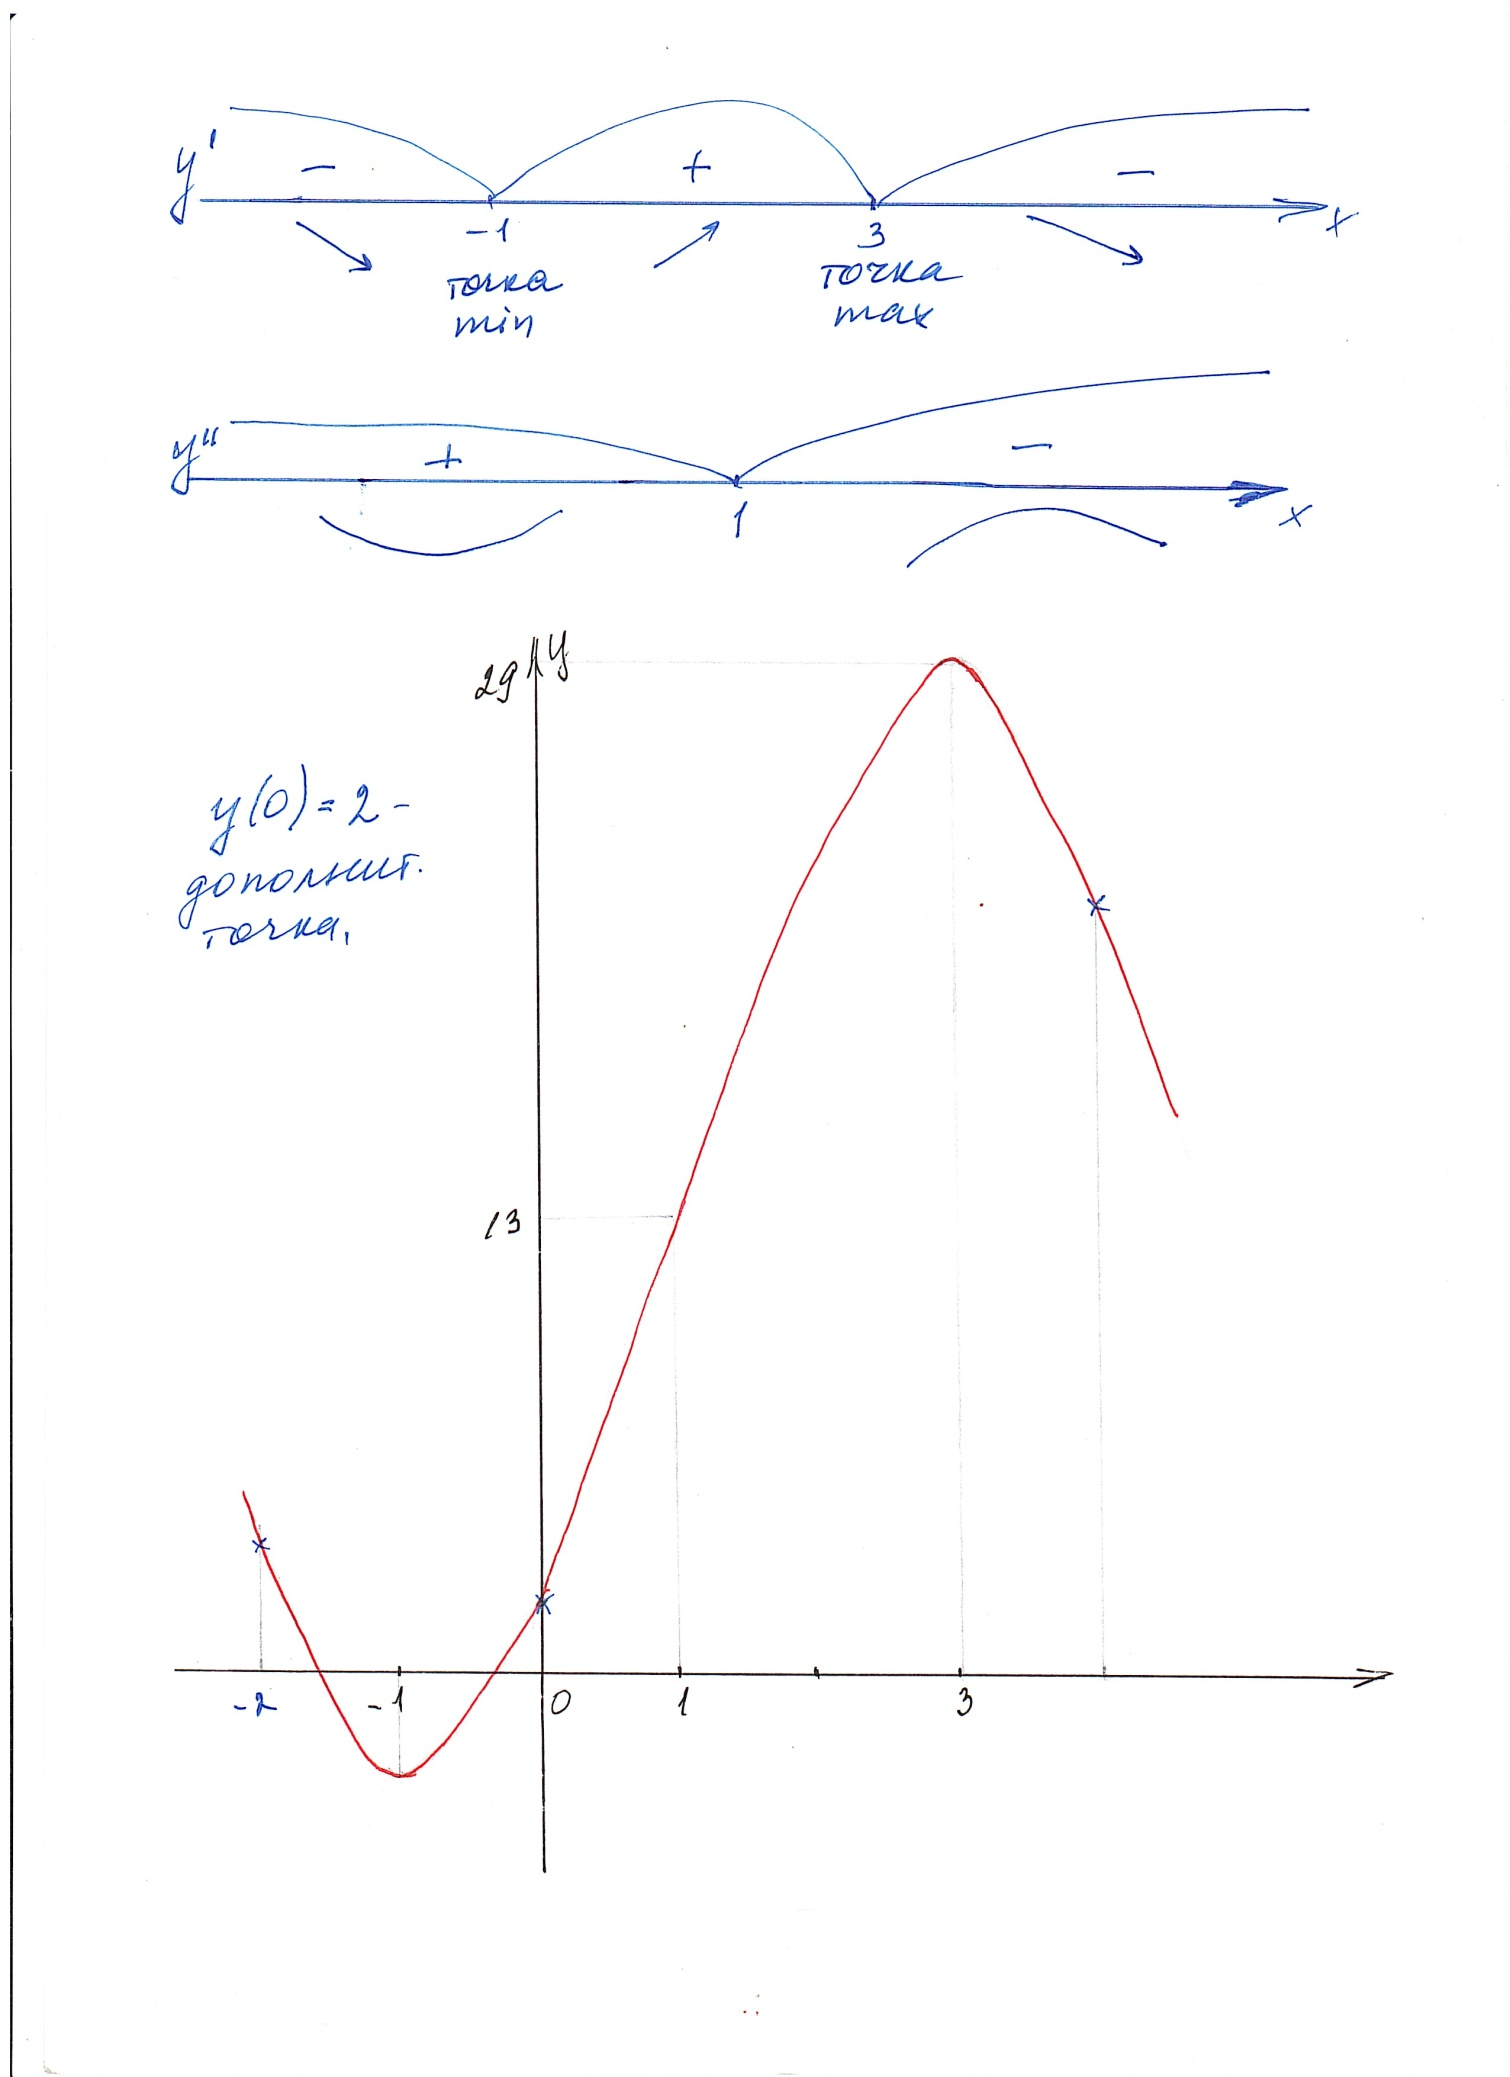 y'
− + −
-1 3 x
точка точка
min max
y''
+ −
1 x
29 y
y(0)=2-
дополнит.
точка.
13
-2 -1 0 1 3